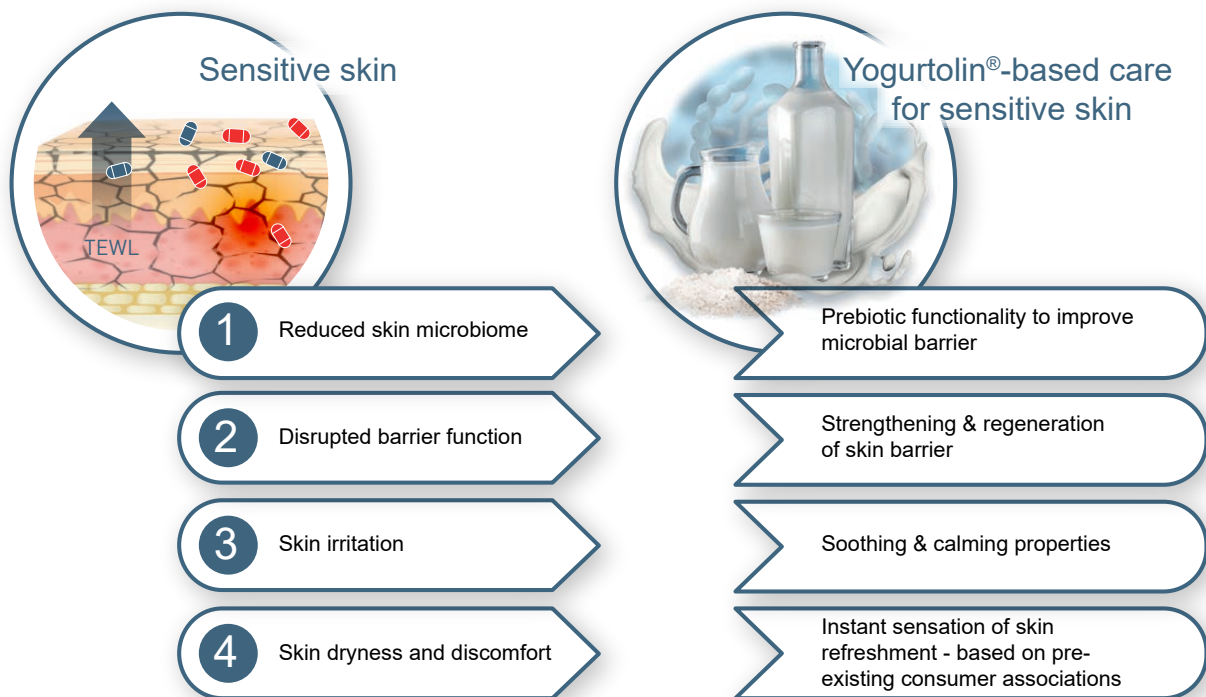 Sensitive skin
TEWL
Yogurtolin®-based care
for sensitive skin
1
Reduced skin microbiome
Prebiotic functionality to improve
microbial barrier
2
Disrupted barrier function
Strengthening & regeneration
of skin barrier
3
Skin irritation
Soothing & calming properties
4
Skin dryness and discomfort
Instant sensation of skin
refreshment - based on pre-
existing consumer associations